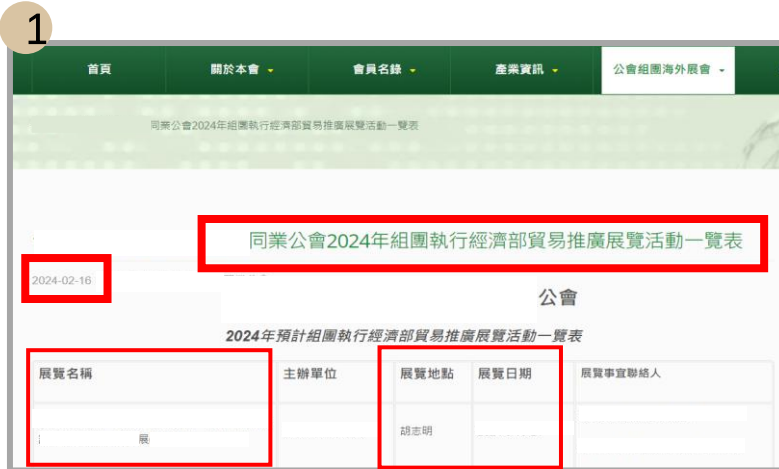 1
首頁 關於本會 會員名錄 產業資訊 公會組團海外展會
同業公會2024年組團執行經濟部貿易推廣展覽活動一覽表
同業公會2024年組團執行經濟部貿易推廣展覽活動一覽表
2024-02-16
公會
2024年預計組團執行經濟部貿易推廣展覽活動一覽表
展覽名稱 主辦單位 展覽地點 展覽日期 展覽事宜聯絡人
展 胡志明